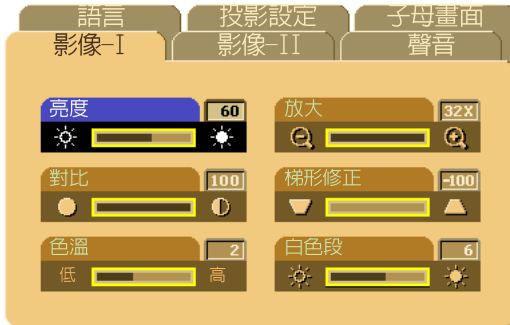 語言 投影設定 子母畫面
影像-I 影像-II 聲音
亮度 60 放大 32X
對比 100 梯形修正 -100
色溫 2 白色段 6
低 高